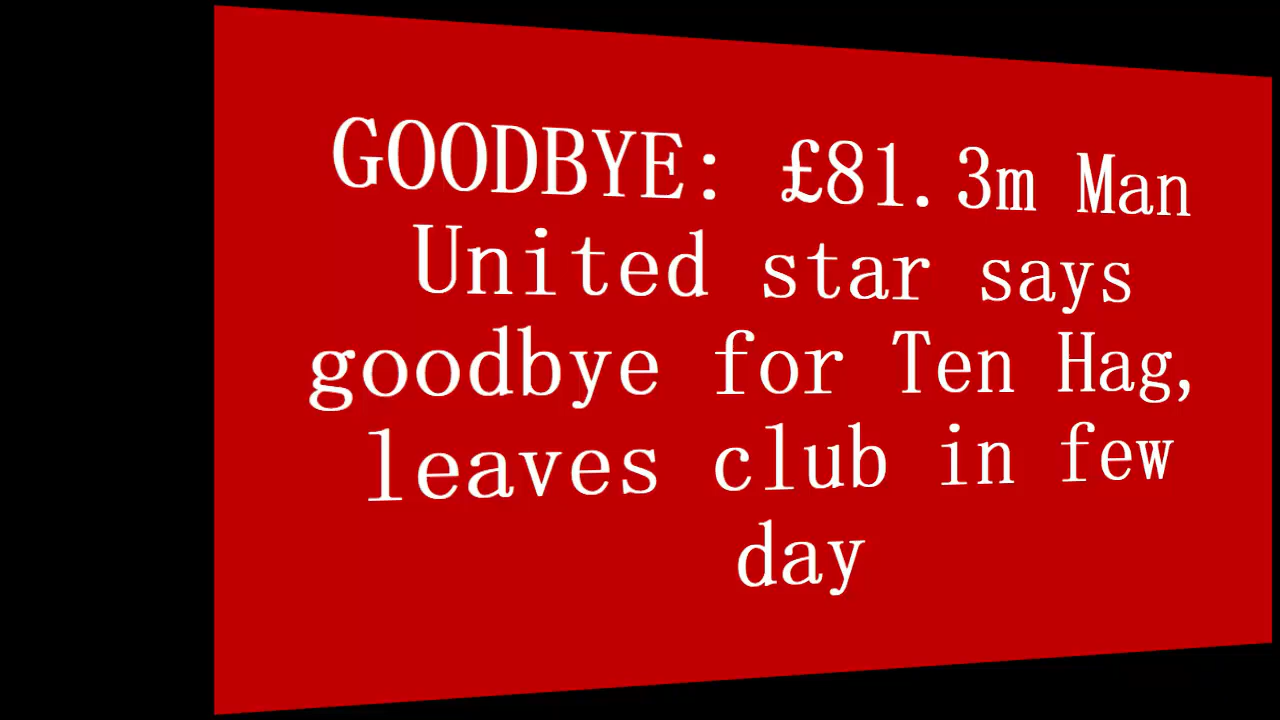 GOODBYE: £81.3m Man
United star says
goodbye for Ten Hag,
leaves club in few
day